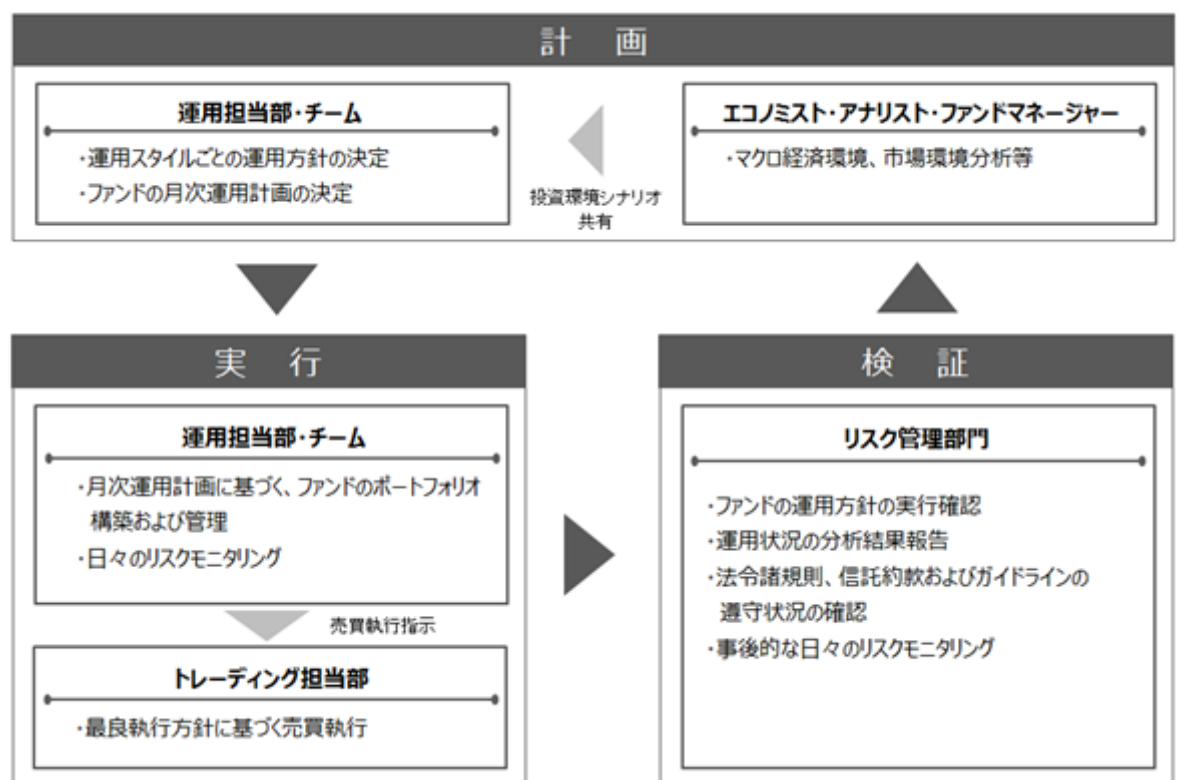 計 画
運用担当部・チーム
・運用スタイルごとの運用方針の決定
・ファンドの月次運用計画の決定
投資環境シナリオ
共有
エコノミスト・アナリスト・ファンドマネージャー
・マクロ経済環境、市場環境分析等
実 行
運用担当部・チーム
・月次運用計画に基づく、ファンドのポートフォリオ
構築および管理
・日々のリスクモニタリング
売買執行指示
トレーディング担当部
・最良執行方針に基づく売買執行
検 証
リスク管理部門
・ファンドの運用方針の実行確認
・運用状況の分析結果報告
・法令諸規則、信託約款およびガイドラインの
遵守状況の確認
・事後的な日々のリスクモニタリング